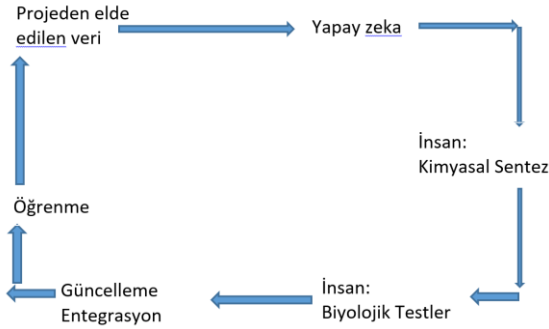 Projeden elde
edilen veri
Yapay zeka
İnsan:
Kimyasal Sentez
İnsan:
Biyolojik Testler
Güncelleme
Entegrasyon
Öğrenme